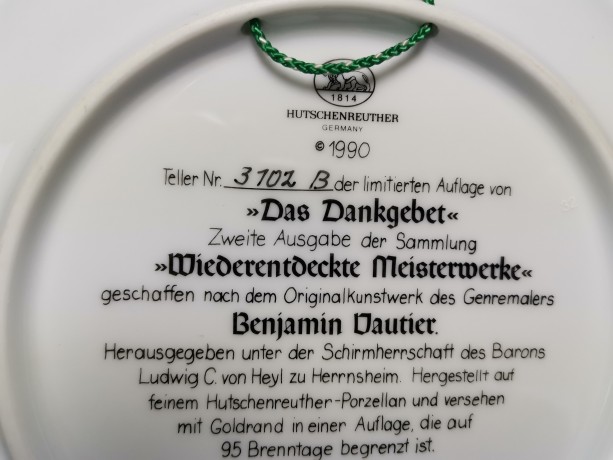 1814
HUTSCHENREUTHER
GERMANY
©1990
Teller Nr. 3102 B der limitierten Auflage von
»Das Dankgebet«
Zweite Ausgabe der Sammlung
»Wiederentdeckte Meisterwerke«
geschaffen nach dem Originalkunstwerk des Genremalers
Benjamin Vautier.
Herausgegeben unter der Schirmherrschaft des Barons
Ludwig C. von Heyl zu Herrnsheim. Hergestellt auf
feinem Hutschenreuther-Porzellan und versehen
mit Goldrand in einer Auflage, die auf
95 Brenntage begrenzt ist.